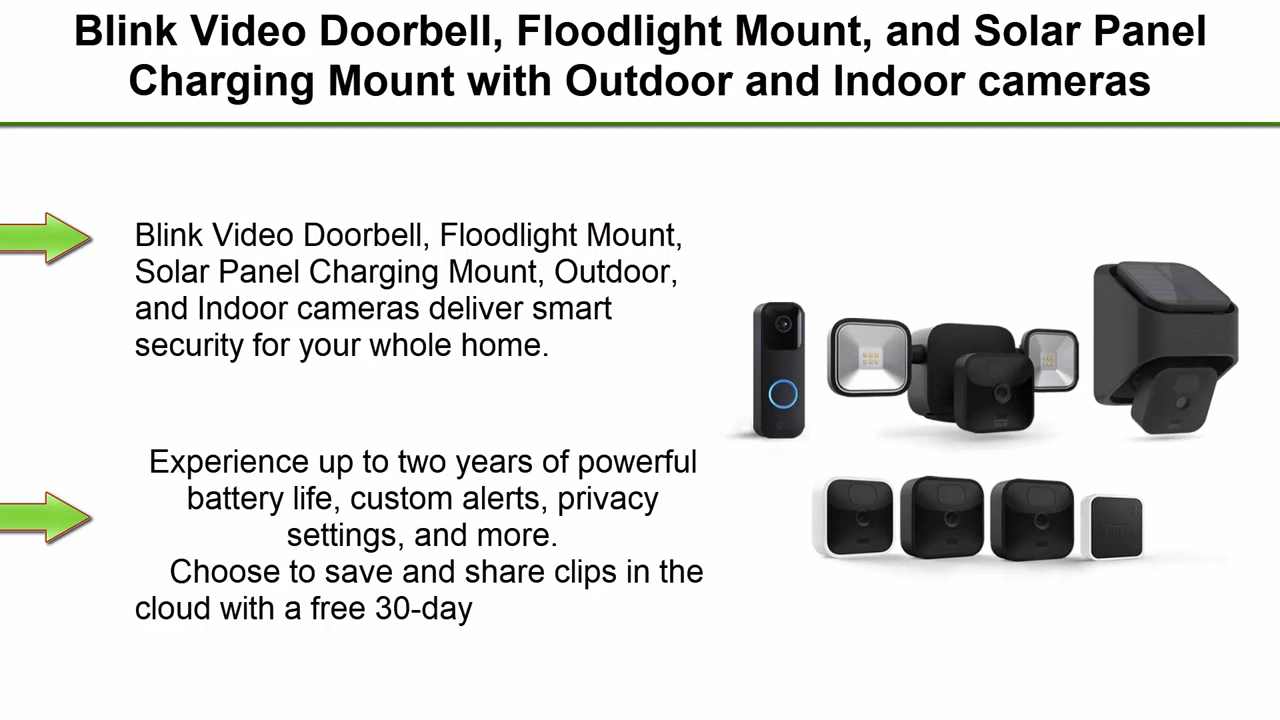 Blink Video Doorbell, Floodlight Mount, and Solar Panel
Charging Mount with Outdoor and Indoor cameras
Blink Video Doorbell, Floodlight Mount,
Solar Panel Charging Mount, Outdoor,
and Indoor cameras deliver smart
security for your whole home.
Experience up to two years of powerful
battery life, custom alerts, privacy
settings, and more.
Choose to save and share clips in the
cloud with a free 30-day